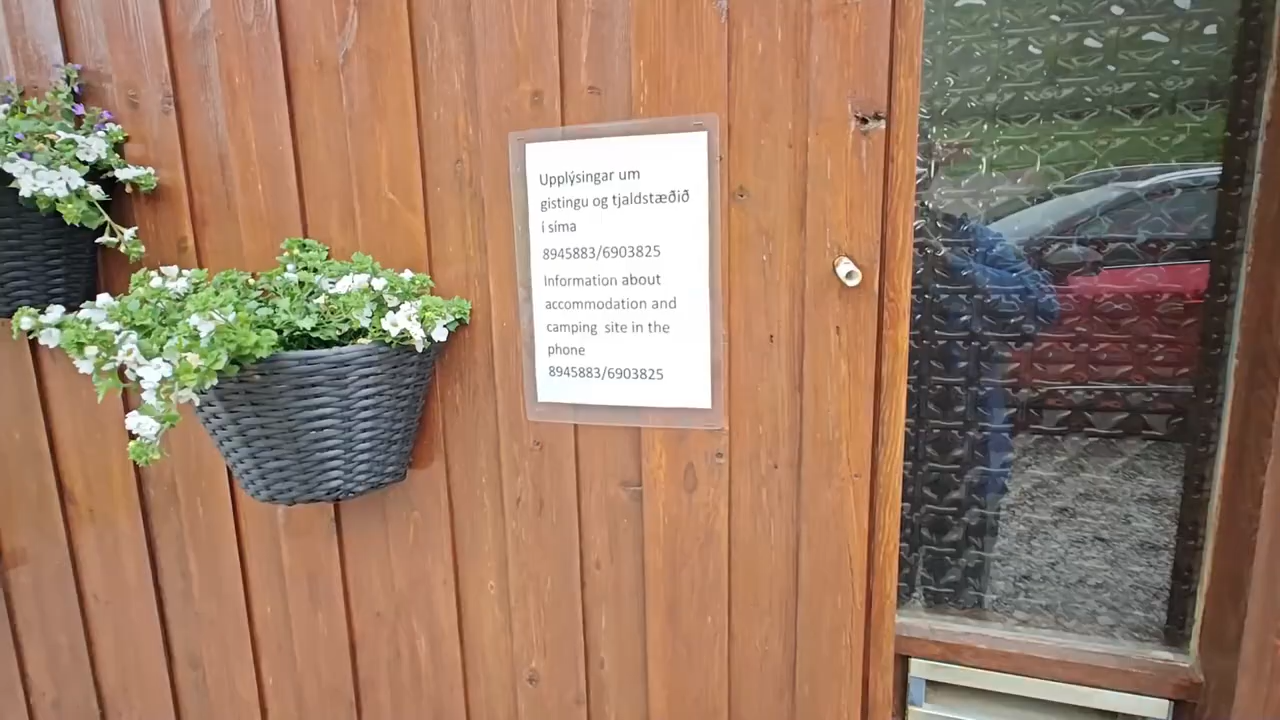 Upplýsingar um
gistingu og tjaldstæðið
í síma
8945883/6903825
Information about
accommodation and
camping site in the
phone
8945883/6903825